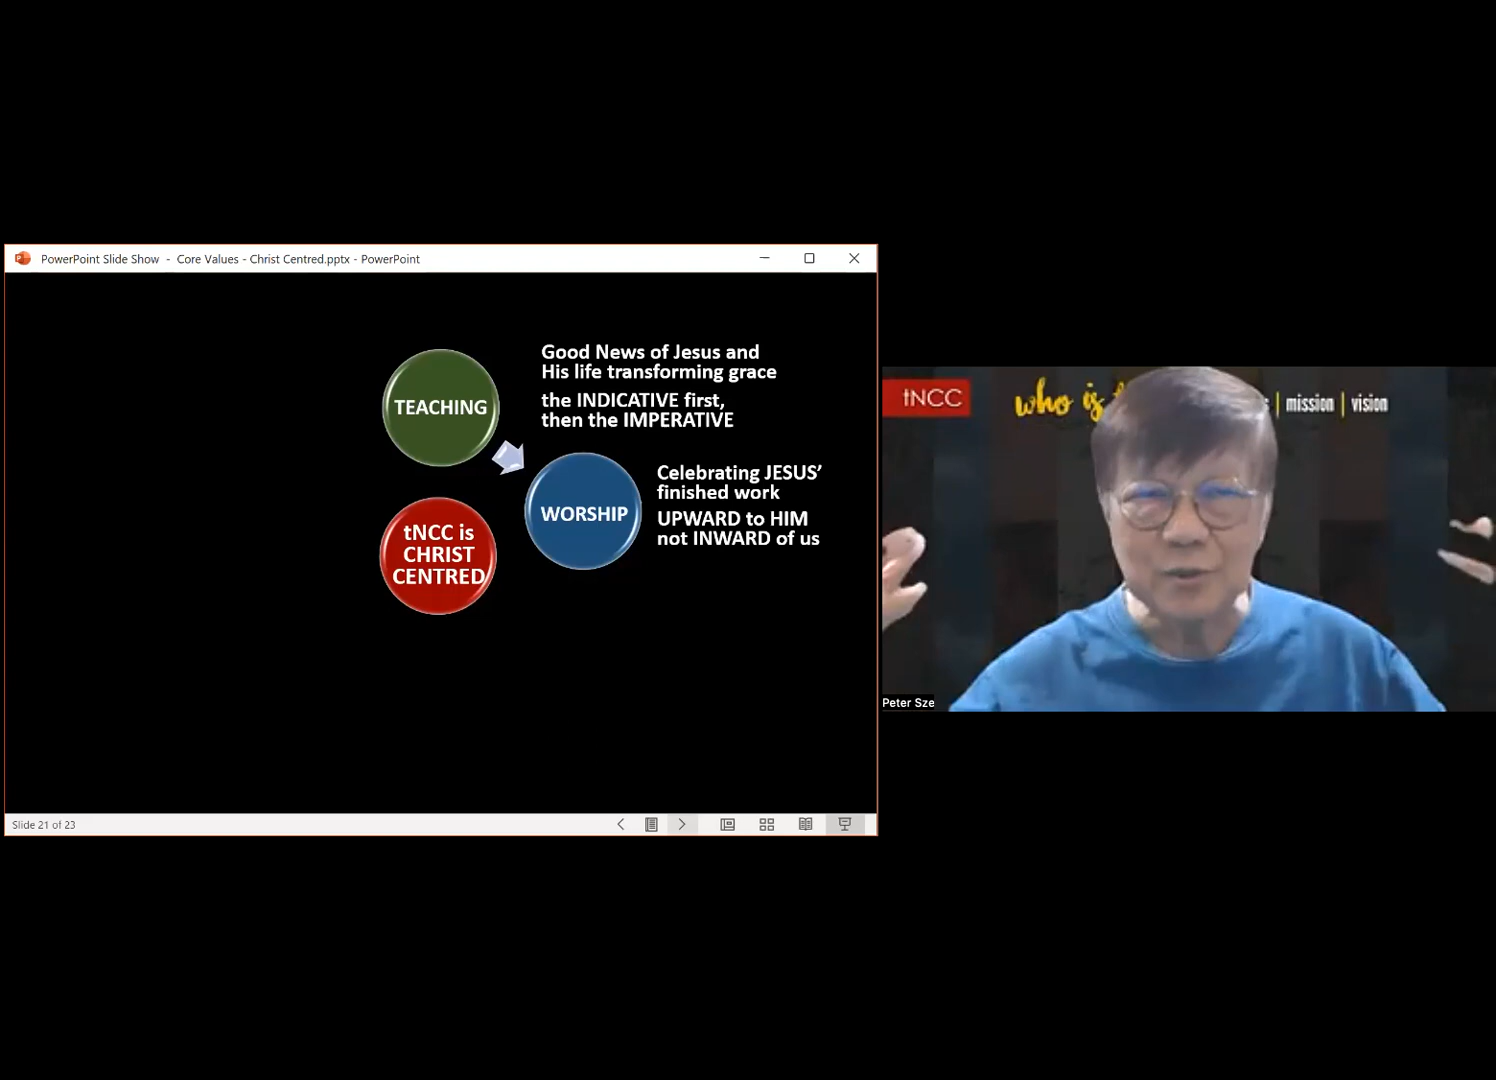 PowerPoint Slide Show - Core Values - Christ Centred.pptx - PowerPoint
TEACHING
Good News of Jesus and
His life transforming grace
the INDICATIVE first,
then the IMPERATIVE
WORSHIP
Celebrating JESUS’
finished work
UPWARD to HIM
not INWARD of us
tNCC is
CHRIST
CENTRED
Slide 21 of 23
tNCC
who is
| mission | vision
Peter Sze